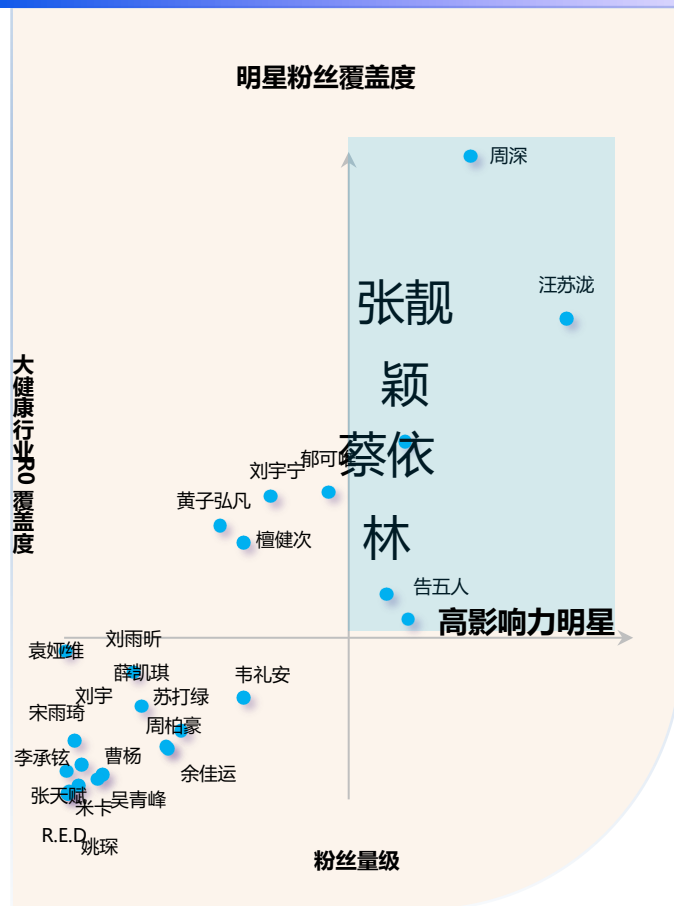 明星粉丝覆盖度
周深
汪苏泷
张靓
颖
蔡依
林
大健康行业R0覆盖度
郁可唯
刘宇宁
黄子弘凡
檀健次
告五人
高影响力明星
刘雨昕
袁娅维
薛凯琪
韦礼安
刘宇
苏打绿
宋雨琦
周柏豪
李承铉
曹杨
余佳运
张天赋
米卡
吴青峰
R.E.D
姚琛
粉丝量级